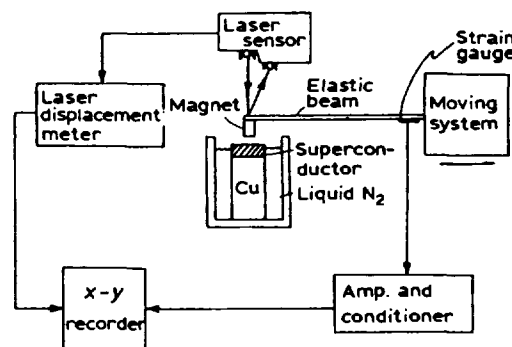 Laser
sensor
Strain
gauge
Elastic
beam
Laser
displacement
meter
Magnet
Moving
system
Supercon-
ductor
Cu
Liquid N₂
x-y
recorder
Amp. and
conditioner